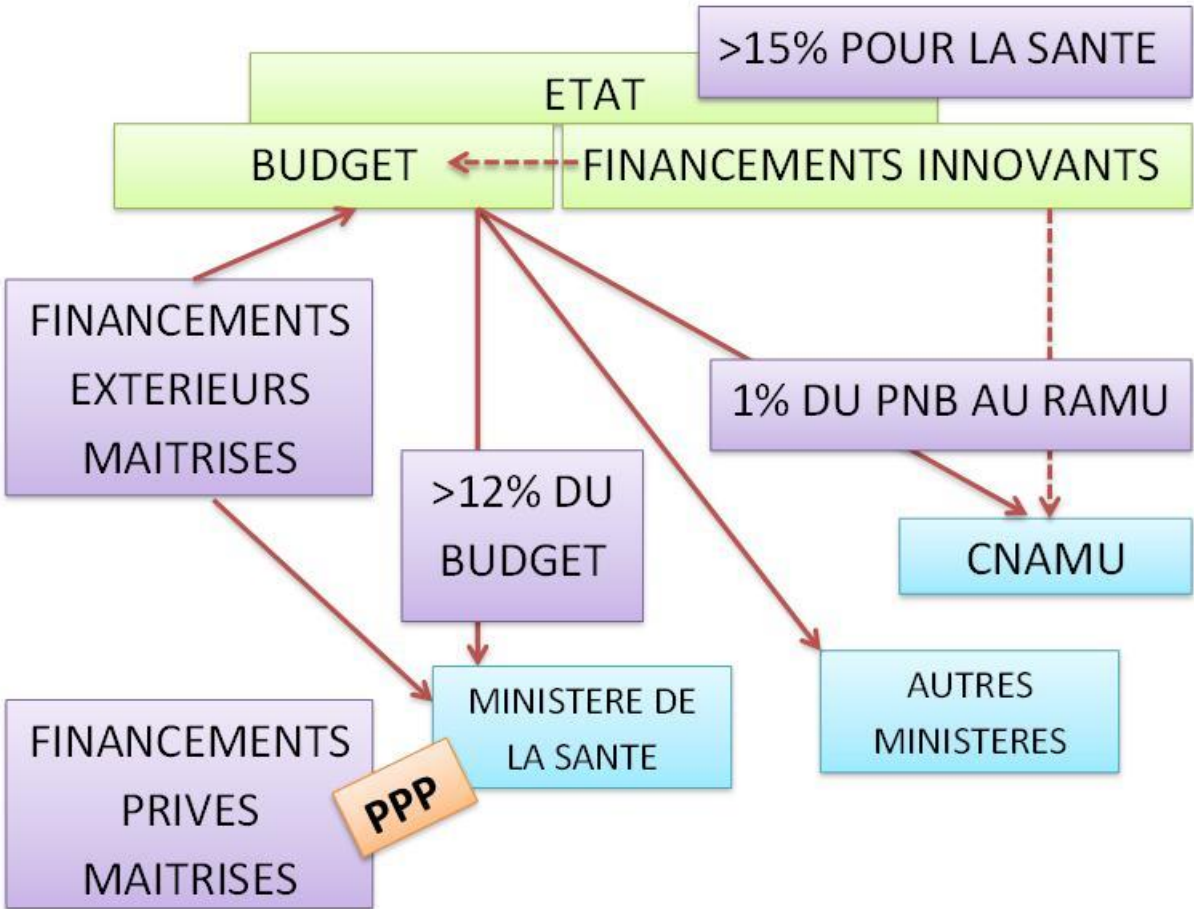 >15% POUR LA SANTE
ETAT
BUDGET
FINANCEMENTS INNOVANTS
FINANCEMENTS
EXTERIEURS
MAITRISES
1% DU PNB AU RAMU
>12% DU
BUDGET
CNAMU
MINISTERE DE
LA SANTE
AUTRES
MINISTERES
FINANCEMENTS
PRIVES
MAITRISES
PPP